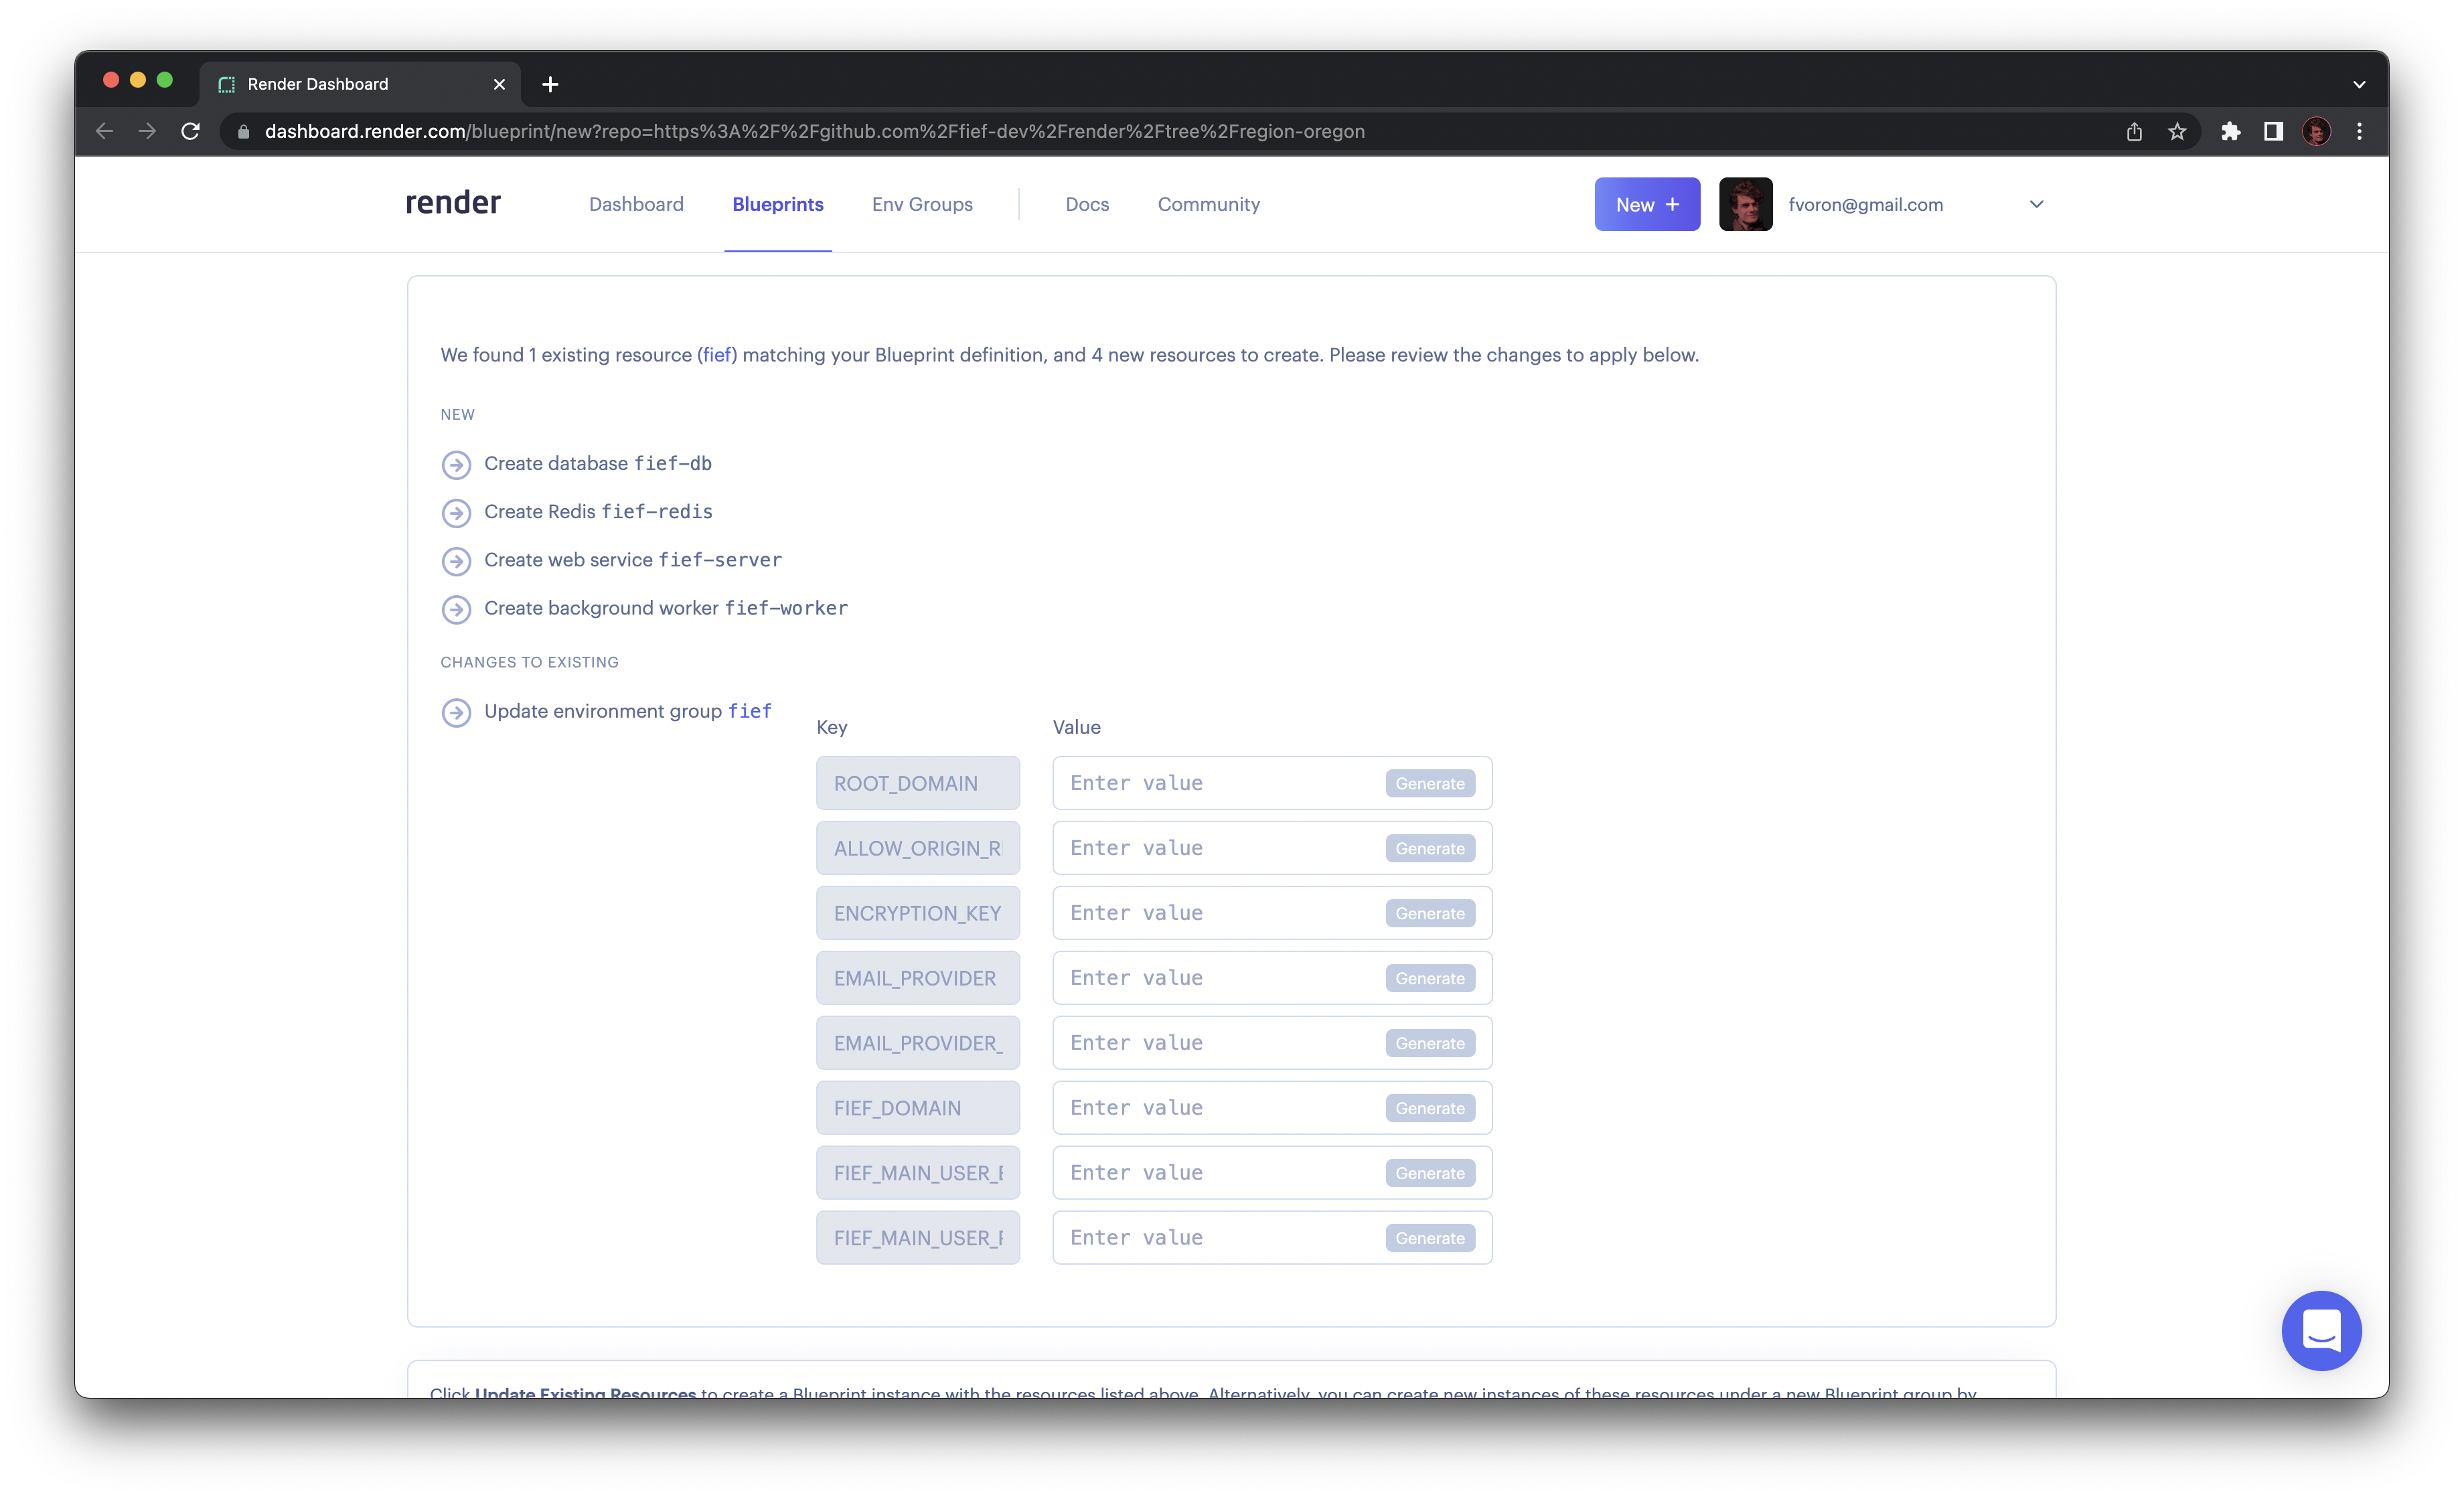 Render Dashboard
dashboard.render.com/blueprint/new?repo=https%3A%2F%2Fgithub.com%2Ffief-dev%2Frender%2Ftree%2Fregion-oregon
render Dashboard Blueprints Env Groups Docs Community New + fvoron@gmail.com
We found 1 existing resource (fief) matching your Blueprint definition, and 4 new resources to create. Please review the changes to apply below.
NEW
Create database fief-db
Create Redis fief-redis
Create web service fief-server
Create background worker fief-worker
CHANGES TO EXISTING
Update environment group fief
Key Value
ROOT_DOMAIN Enter value Generate
ALLOW_ORIGIN_R Enter value Generate
ENCRYPTION_KEY Enter value Generate
EMAIL_PROVIDER Enter value Generate
EMAIL_PROVIDER_ Enter value Generate
FIEF_DOMAIN Enter value Generate
FIEF_MAIN_USER_E Enter value Generate
FIEF_MAIN_USER_P Enter value Generate
Click Update Existing Resources to create a Blueprint instance with the resources listed above. Alternatively, you can create new instances of these resources under a new Blueprint group by